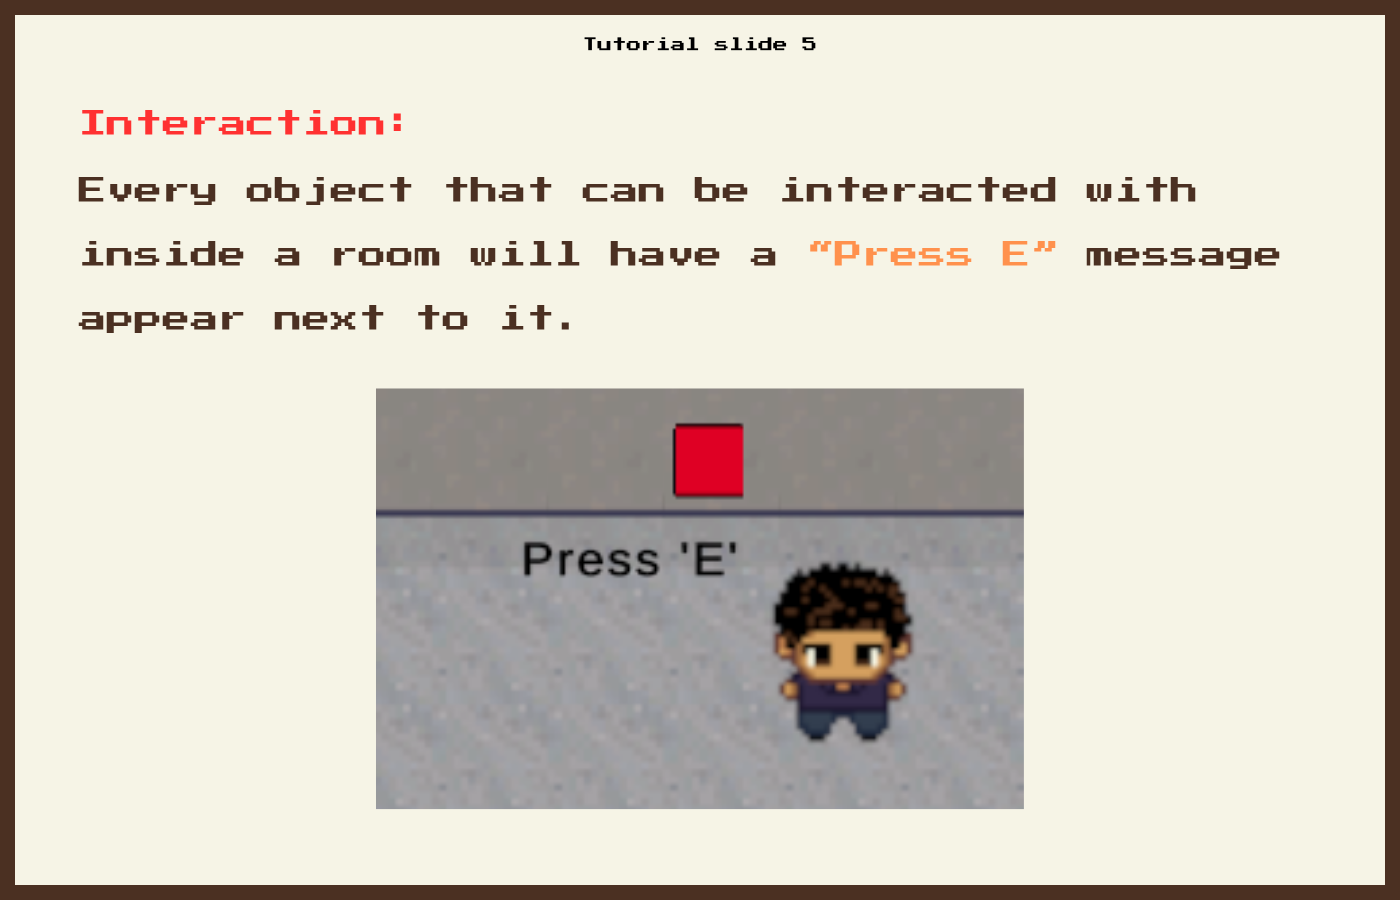 Tutorial slide 5
Interaction:
Every object that can be interacted with
inside a room will have a “Press E” message
appear next to it.
Press 'E'